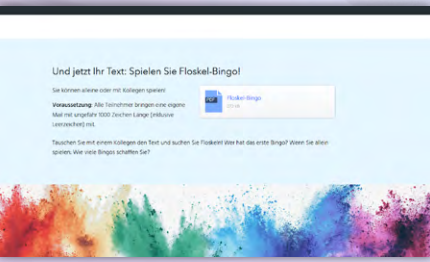 Und jetzt Ihr Text: Spielen Sie Floskel-Bingo!
Sie können alleine oder mit Kollegen spielen!
Voraussetzung: Alle Teilnehmer bringen eine eigene
Mail mit ungefähr 1000 Zeichen Länge (inklusive
Leerzeichen) mit.
PDF
Floskel-Bingo
Tauschen Sie mit einem Kollegen den Text und suchen Sie Floskeln! Wer hat das erste Bingo? Wenn Sie allein
spielen, Wie viele Bingos schaffen Sie?